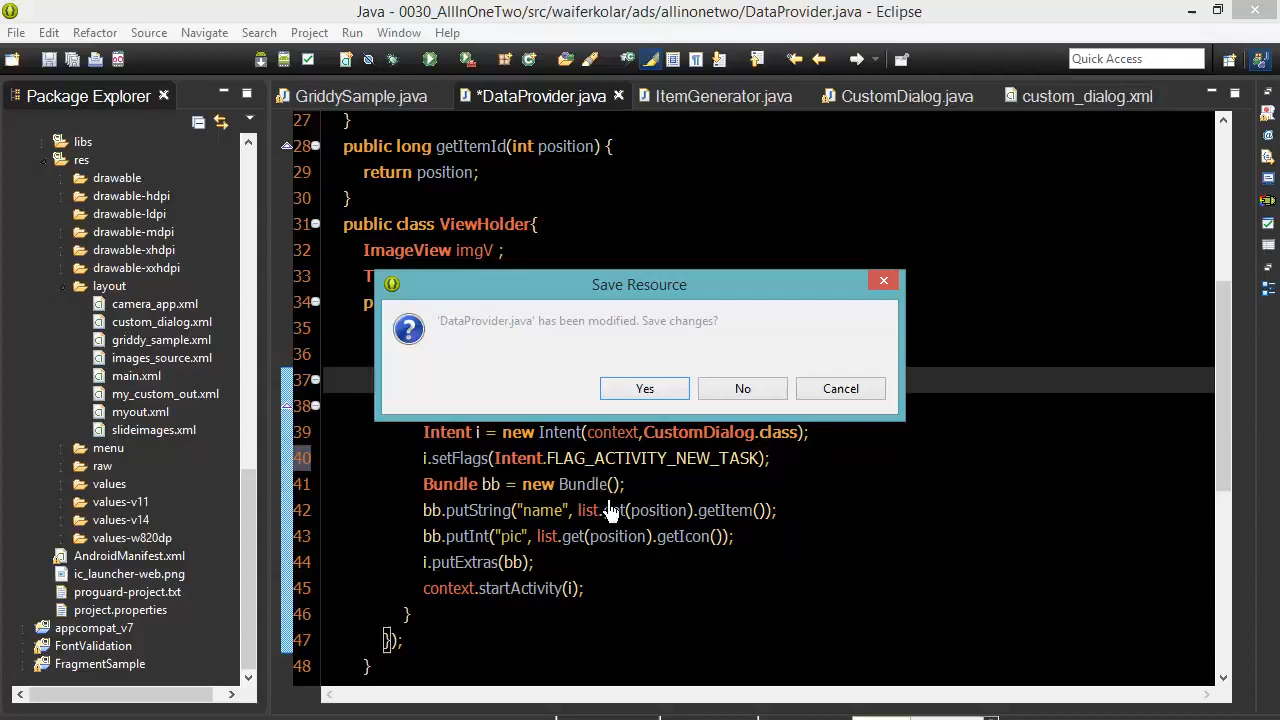 Java - 0030_AllInOneTwo/src/waiferkolar/ads/allinonetwo/DataProvider.java - Eclipse
File Edit Refactor Source Navigate Search Project Run Window Help
Quick Access
Package Explorer
GriddySample.java *DataProvider.java ItemGenerator.java CustomDialog.java custom_dialog.xml
libs
res
drawable
drawable-hdpi
drawable-ldpi
drawable-mdpi
drawable-xhdpi
drawable-xxhdpi
layout
camera_app.xml
custom_dialog.xml
griddy_sample.xml
images_source.xml
main.xml
my_custom_out.xml
myout.xml
slideimages.xml
menu
raw
values
values-v11
values-v14
values-w820dp
AndroidManifest.xml
ic_launcher-web.png
proguard-project.txt
project.properties
appcompat_v7
FontValidation
FragmentSample
27 }
28 public long getItemId(int position) {
29 return position;
30 }
31 public class ViewHolder{
32 ImageView imgV ;
33
34
35
36
37
38
39 Intent i = new Intent(context,CustomDialog.class);
40 i.setFlags(Intent.FLAG_ACTIVITY_NEW_TASK);
41 Bundle bb = new Bundle();
42 bb.putString("name", list.get(position).getItem());
43 bb.putInt("pic", list.get(position).getIcon());
44 i.putExtras(bb);
45 context.startActivity(i);
46 }
47 });
48 }
Save Resource
'DataProvider.java' has been modified. Save changes?
Yes No Cancel